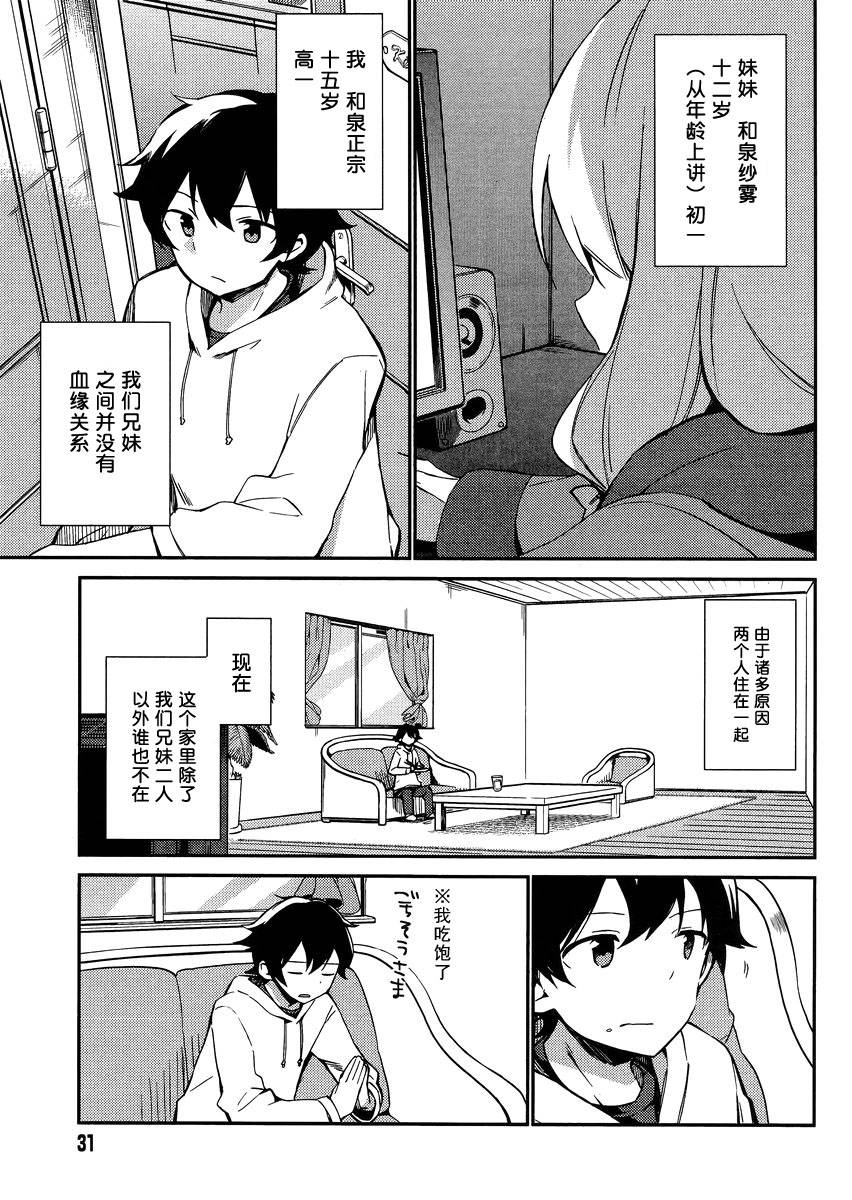 妹妹 和泉纱雾
十二岁
（从年龄上讲）初一
我 和泉正宗
十五岁
高一
我们兄妹
之间并没有
血缘关系
由于诸多原因
两个人住在一起
现在
这个家里除了
我们兄妹二人
以外谁也不在
※我吃饱了
ごちそうさま
31